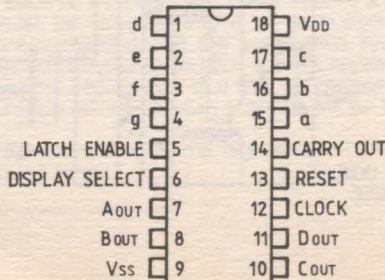 d 1 18 VDD
e 2 17 c
f 3 16 b
g 4 15 a
LATCH ENABLE 5 14 CARRY OUT
DISPLAY SELECT 6 13 RESET
AOUT 7 12 CLOCK
BOUT 8 11 DOUT
VSS 9 10 COUT